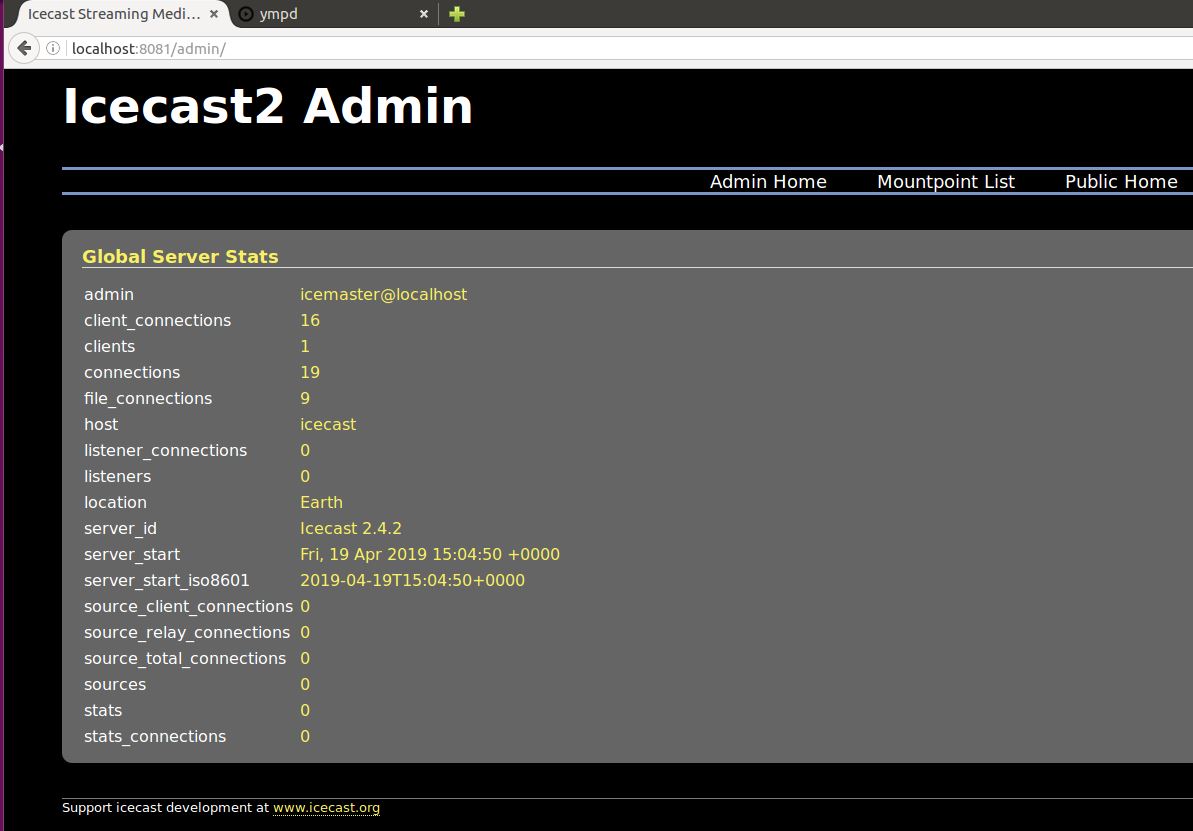 Icecast Streaming Medi... ympd
localhost:8081/admin/
Icecast2 Admin
Admin Home Mountpoint List Public Home
Global Server Stats
admin icemaster@localhost
client_connections 16
clients 1
connections 19
file_connections 9
host icecast
listener_connections 0
listeners 0
location Earth
server_id Icecast 2.4.2
server_start Fri, 19 Apr 2019 15:04:50 +0000
server_start_iso8601 2019-04-19T15:04:50+0000
source_client_connections 0
source_relay_connections 0
source_total_connections 0
sources 0
stats 0
stats_connections 0
Support icecast development at www.icecast.org